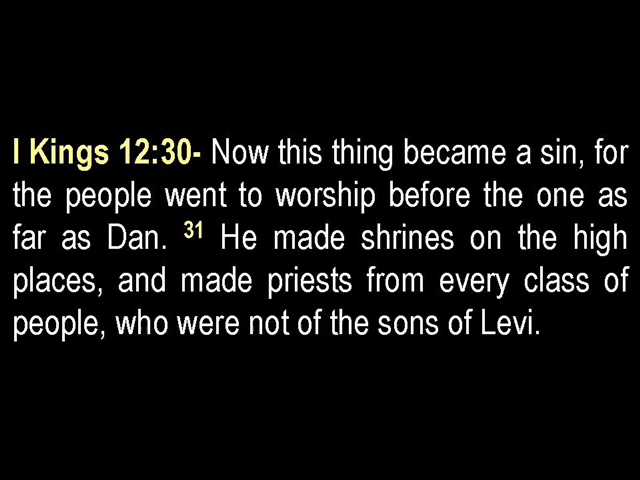 I Kings 12:30- Now this thing became a sin, for
the people went to worship before the one as
far as Dan. 31 He made shrines on the high
places, and made priests from every class of
people, who were not of the sons of Levi.